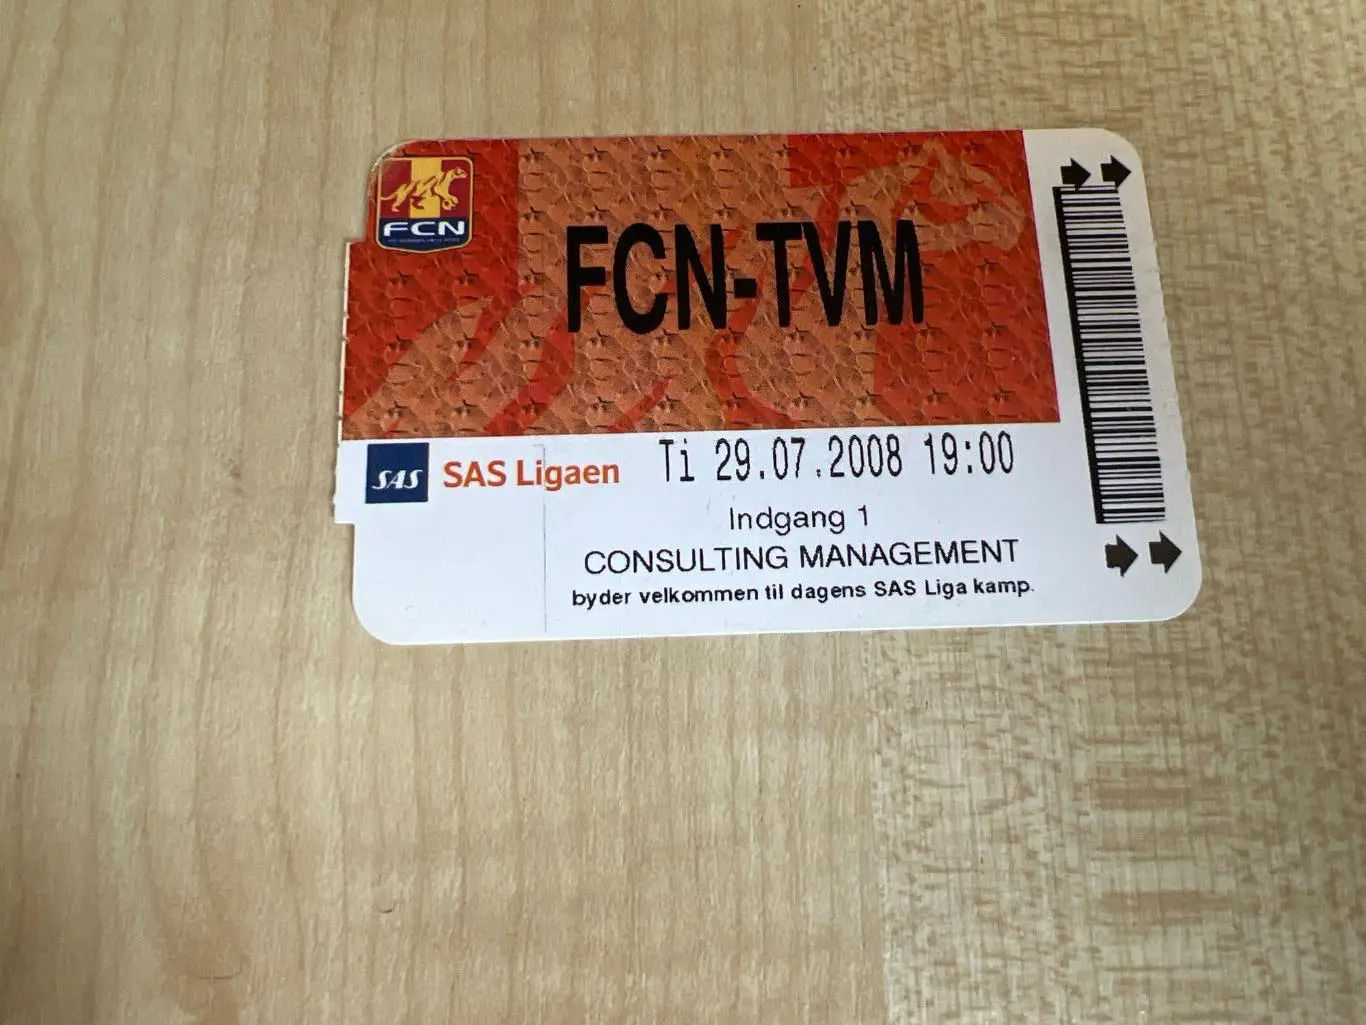 FCN
FCN-TVM
SAS
SAS Ligaen
Ti 29.07.2008 19:00
Indgang 1
CONSULTING MANAGEMENT
byder velkommen til dagens SAS Liga kamp.